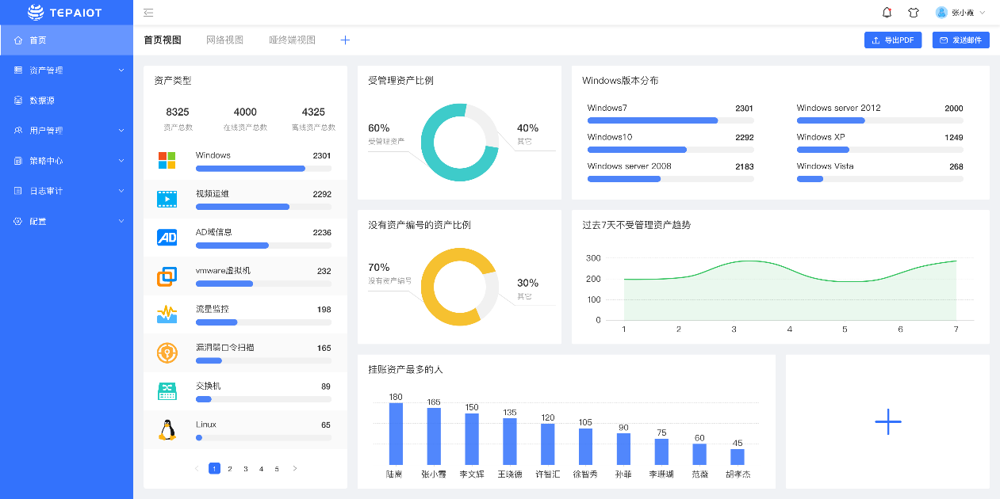 TEPAIOT
张小霞
首页
资产管理
数据源
用户管理
策略中心
日志审计
配置
首页视图 网络视图 哑终端视图
导出PDF 发送邮件
资产类型
8325 4000 4325
资产总数 在线资产总数 离线资产总数
Windows 2301
视频运维 2292
AD域信息 2236
vmware虚拟机 232
流量监控 198
漏洞弱口令扫描 165
交换机 89
Linux 65
1 2 3 4 5
受管理资产比例
60%
受管理资产
40%
其它
Windows版本分布
Windows7 2301
Windows server 2012 2000
Windows10 2292
Windows XP 1249
Windows server 2008 2183
Windows Vista 268
没有资产编号的资产比例
70%
没有资产编号
30%
其它
过去7天不受管理资产趋势
300
200
100
0
1 2 3 4 5 6 7
挂账资产最多的人
180 165 150 135 120 105 90 75 60 45
陆离 张小霞 李文辉 王晓德 许智汇 徐智秀 孙菲 李珊瑚 范薇 胡孝杰